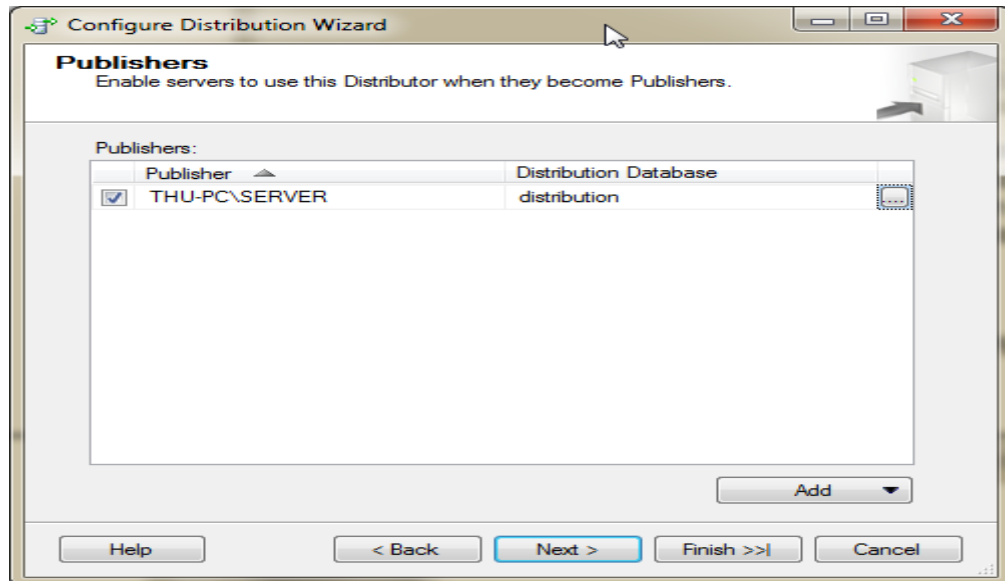 Configure Distribution Wizard
Publishers
Enable servers to use this Distributor when they become Publishers.
Publishers:
Publisher Distribution Database
THU-PC\SERVER distribution ...
Add
Help < Back Next > Finish >>| Cancel